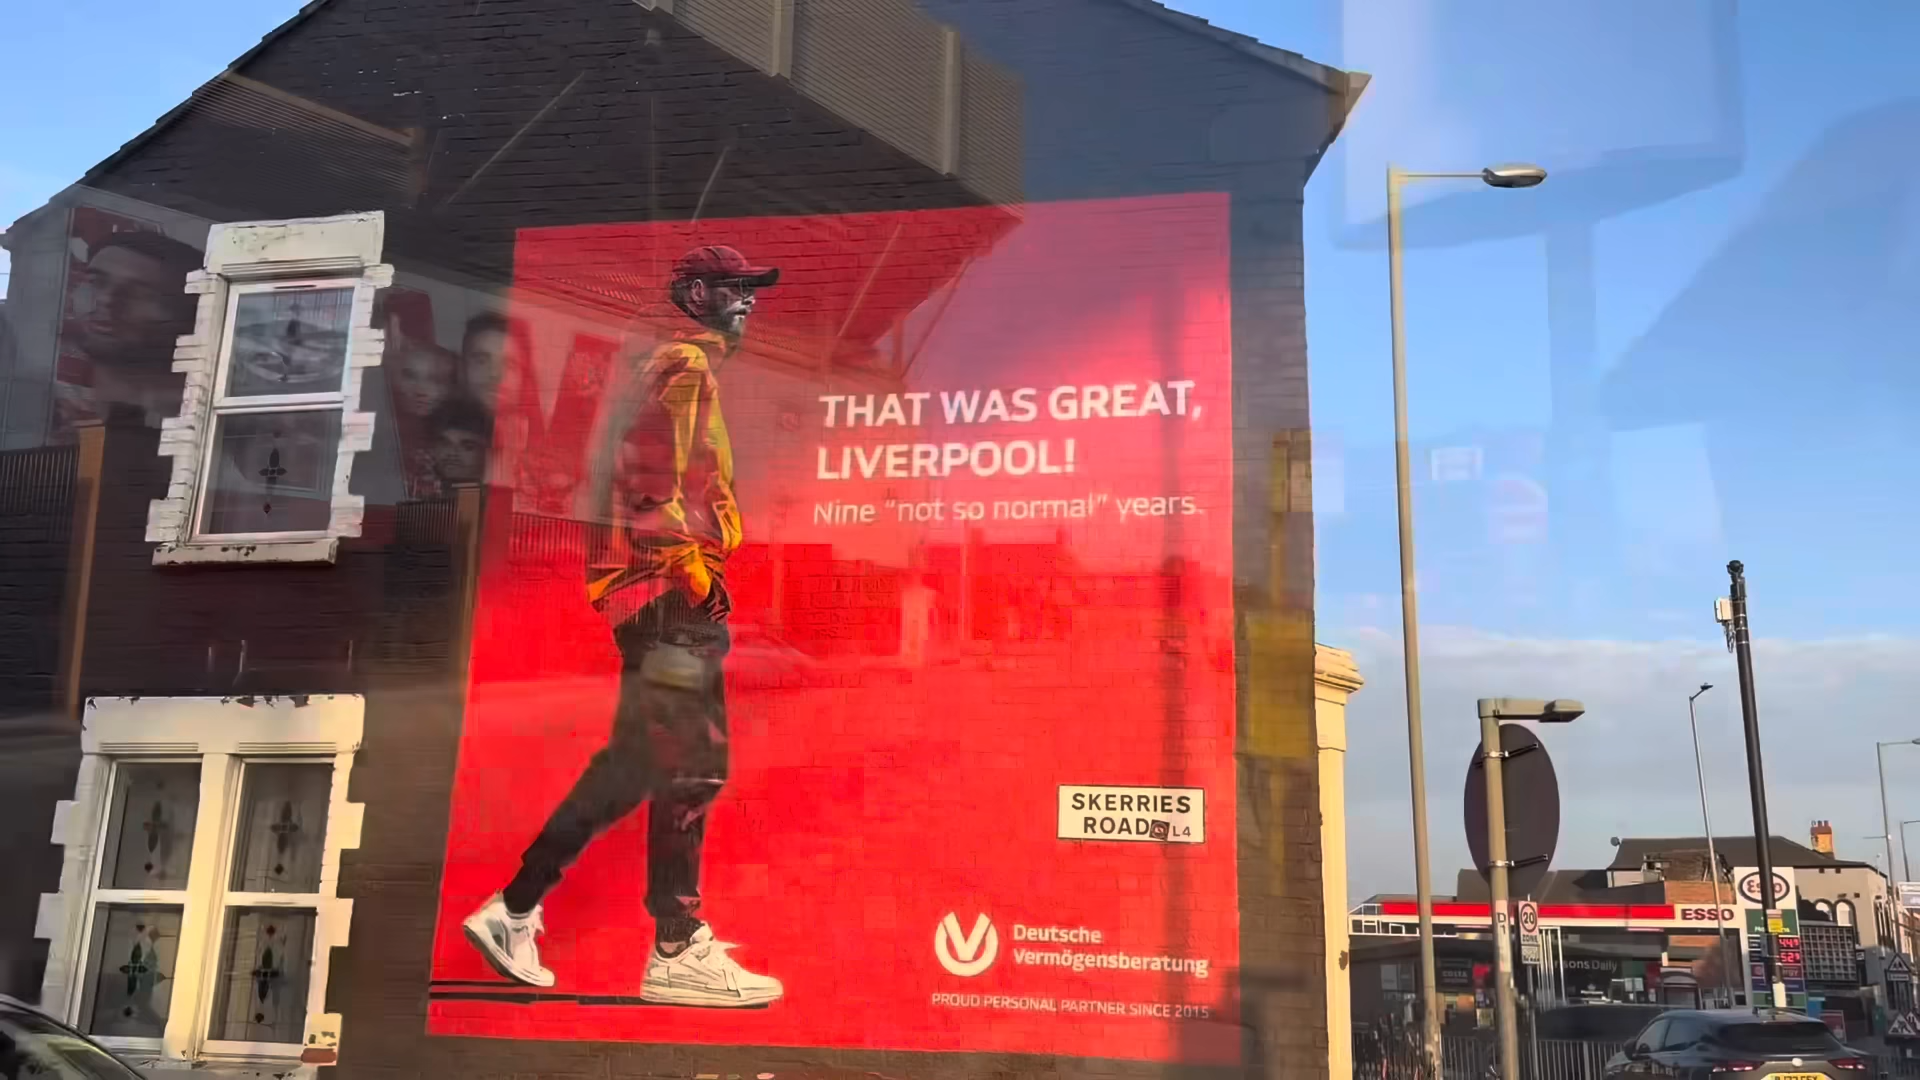 THAT WAS GREAT,
LIVERPOOL!
Nine “not so normal” years.
SKERRIES
ROAD L4
Deutsche
Vermögensberatung
PROUD PERSONAL PARTNER SINCE 2015
ESSO
Esso
20
ZONE